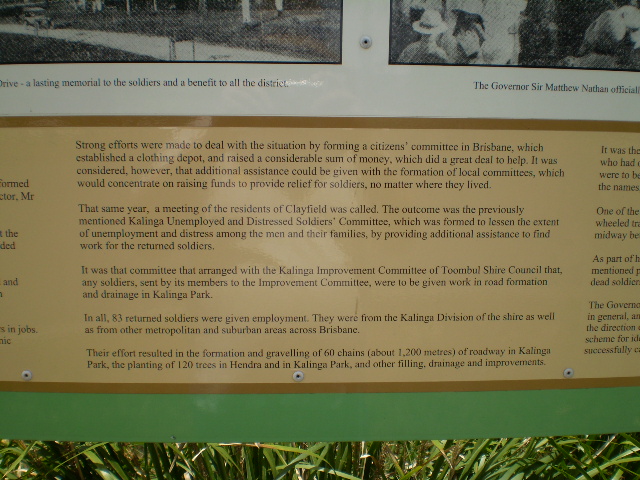 Drive - a lasting memorial to the soldiers and a benefit to all the district.
The Governor Sir Matthew Nathan official
Strong efforts were made to deal with the situation by forming a citizens' committee in Brisbane, which
established a clothing depot, and raised a considerable sum of money, which did a great deal to help. It was
considered, however, that additional assistance could be given with the formation of local committees, which
would concentrate on raising funds to provide relief for soldiers, no matter where they lived.
That same year, a meeting of the residents of Clayfield was called. The outcome was the previously
mentioned Kalinga Unemployed and Distressed Soldiers' Committee, which was formed to lessen the extent
of unemployment and distress among the men and their families, by providing additional assistance to find
work for the returned soldiers.
It was that committee that arranged with the Kalinga Improvement Committee of Toombul Shire Council that,
any soldiers, sent by its members to the Improvement Committee, were to be given work in road formation
and drainage in Kalinga Park.
In all, 83 returned soldiers were given employment. They were from the Kalinga Division of the shire as well
as from other metropolitan and suburban areas across Brisbane.
Their effort resulted in the formation and gravelling of 60 chains (about 1,200 metres) of roadway in Kalinga
Park, the planting of 120 trees in Hendra and in Kalinga Park, and other filling, drainage and improvements.
ormed
ctor, Mr
t the
ded
and
s in jobs.
nic
It was the
who had
were to be
the names
One of the
wheeled tra
midway be
As part of h
mentioned p
dead soldier
The Governo
in general, an
the direction
scheme for ide
successfully ca